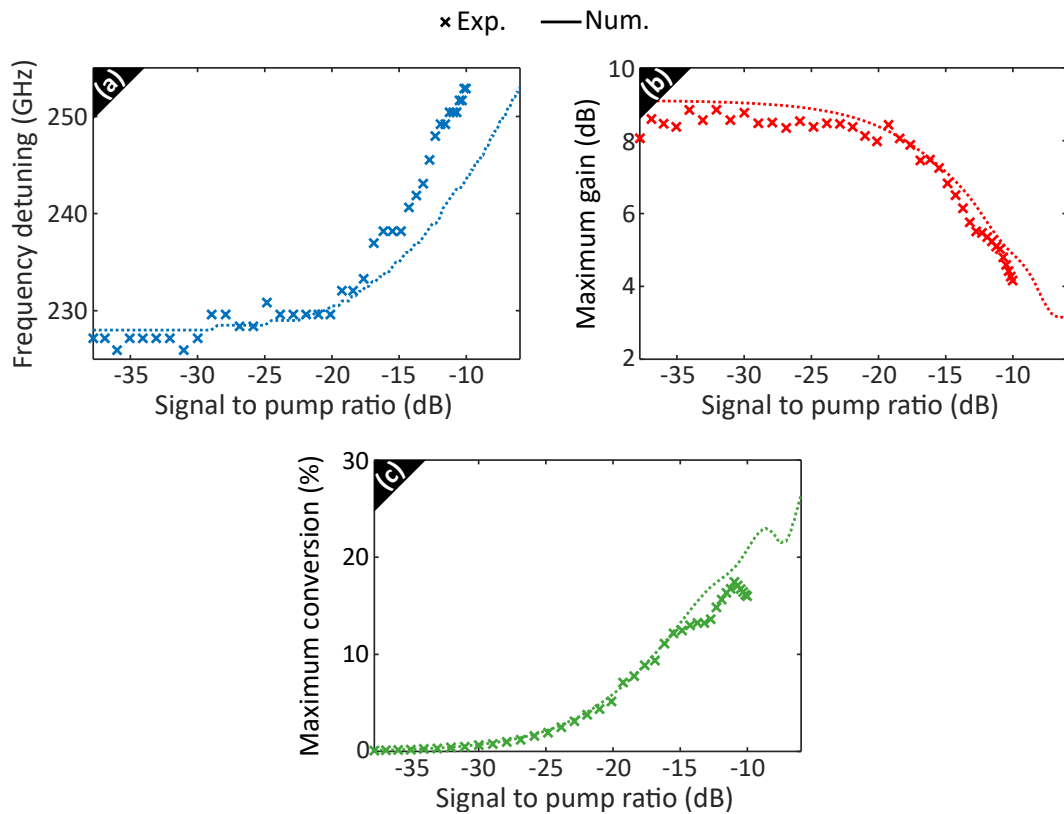 × Exp. — Num.
(a)
Frequency detuning (GHz)
250
240
230
-35 -30 -25 -20 -15 -10
Signal to pump ratio (dB)
(b)
Maximum gain (dB)
10
8
6
4
2
-35 -30 -25 -20 -15 -10
Signal to pump ratio (dB)
(c)
Maximum conversion (%)
30
20
10
0
-35 -30 -25 -20 -15 -10
Signal to pump ratio (dB)